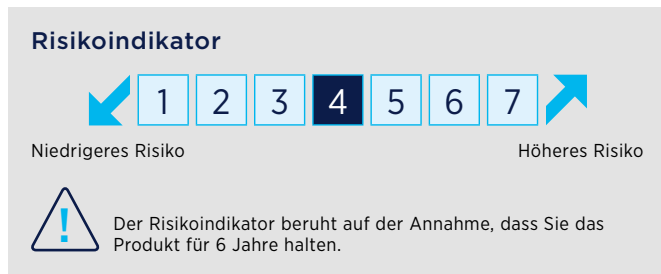 Risikoindikator
1 2 3 4 5 6 7
Niedrigeres Risiko Höheres Risiko
!
Der Risikoindikator beruht auf der Annahme, dass Sie das
Produkt für 6 Jahre halten.